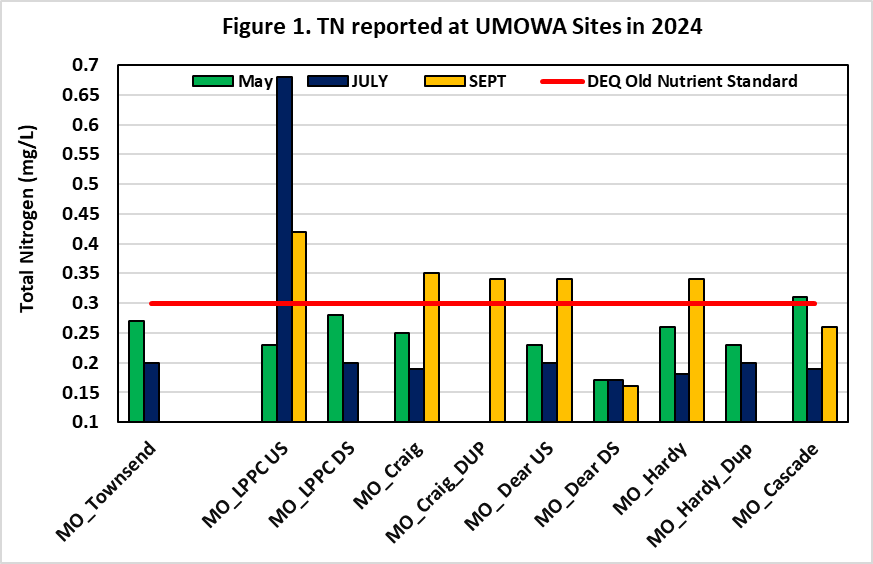 Figure 1. TN reported at UMOWA Sites in 2024
May JULY SEPT DEQ Old Nutrient Standard
Total Nitrogen (mg/L)
0.7
0.65
0.6
0.55
0.5
0.45
0.4
0.35
0.3
0.25
0.2
0.15
0.1
MO_Townsend
MO_LPPC US
MO_LPPC DS
MO_Craig
MO_Craig_DUP
MO_ Dear US
MO_Dear DS
MO_Hardy
MO_Hardy_Dup
MO_Cascade